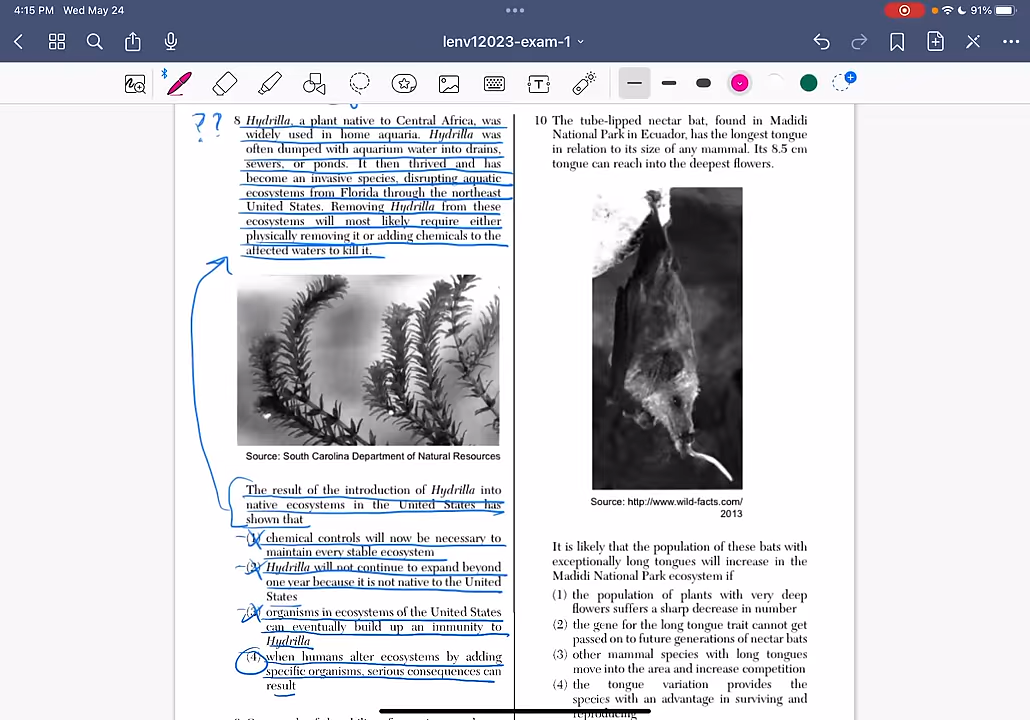 4:15 PM Wed May 24
91%
lenv12023-exam-1
??
8 Hydrilla, a plant native to Central Africa, was
widely used in home aquaria. Hydrilla was
often dumped with aquarium water into drains,
sewers, or ponds. It then thrived and has
become an invasive species, disrupting aquatic
ecosystems from Florida through the northeast
United States. Removing Hydrilla from these
ecosystems will most likely require either
physically removing it or adding chemicals to the
affected waters to kill it.
Source: South Carolina Department of Natural Resources
The result of the introduction of Hydrilla into
native ecosystems in the United States has
shown that
(1) chemical controls will now be necessary to
maintain every stable ecosystem
(2) Hydrilla will not continue to expand beyond
one year because it is not native to the United
States
(3) organisms in ecosystems of the United States
can eventually build up an immunity to
Hydrilla
(4) when humans alter ecosystems by adding
specific organisms, serious consequences can
result
10 The tube-lipped nectar bat, found in Madidi
National Park in Ecuador, has the longest tongue
in relation to its size of any mammal. Its 8.5 cm
tongue can reach into the deepest flowers.
Source: http://www.wild-facts.com/
2013
It is likely that the population of these bats with
exceptionally long tongues will increase in the
Madidi National Park ecosystem if
(1) the population of plants with very deep
flowers suffers a sharp decrease in number
(2) the gene for the long tongue trait cannot get
passed on to future generations of nectar bats
(3) other mammal species with long tongues
move into the area and increase competition
(4) the tongue variation provides the
species with an advantage in surviving and
reproducing